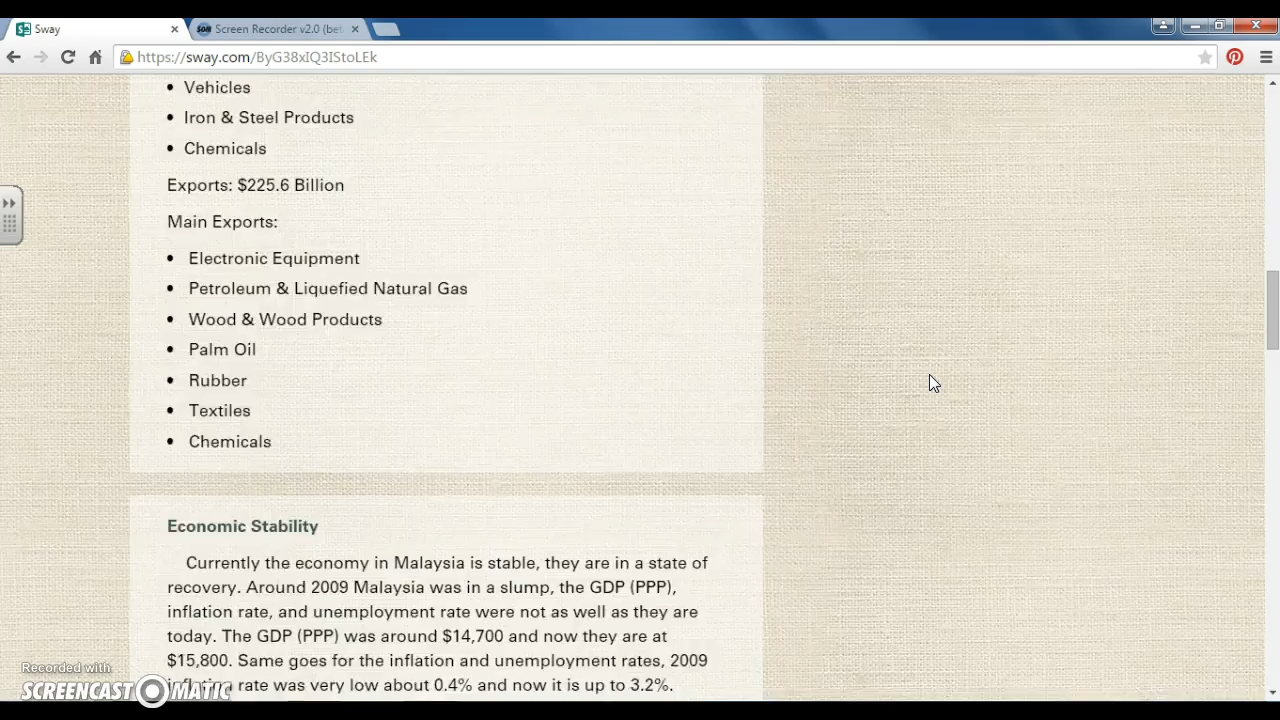 Sway
Screen Recorder v2.0 (bet
https://sway.com/ByG38xIQ3IStoLEk
Vehicles
Iron & Steel Products
Chemicals
Exports: $225.6 Billion
Main Exports:
Electronic Equipment
Petroleum & Liquefied Natural Gas
Wood & Wood Products
Palm Oil
Rubber
Textiles
Chemicals
Economic Stability
Currently the economy in Malaysia is stable, they are in a state of
recovery. Around 2009 Malaysia was in a slump, the GDP (PPP),
inflation rate, and unemployment rate were not as well as they are
today. The GDP (PPP) was around $14,700 and now they are at
$15,800. Same goes for the inflation and unemployment rates, 2009
inflation rate was very low about 0.4% and now it is up to 3.2%.
Recorded with
SCREENCAST-O-MATIC